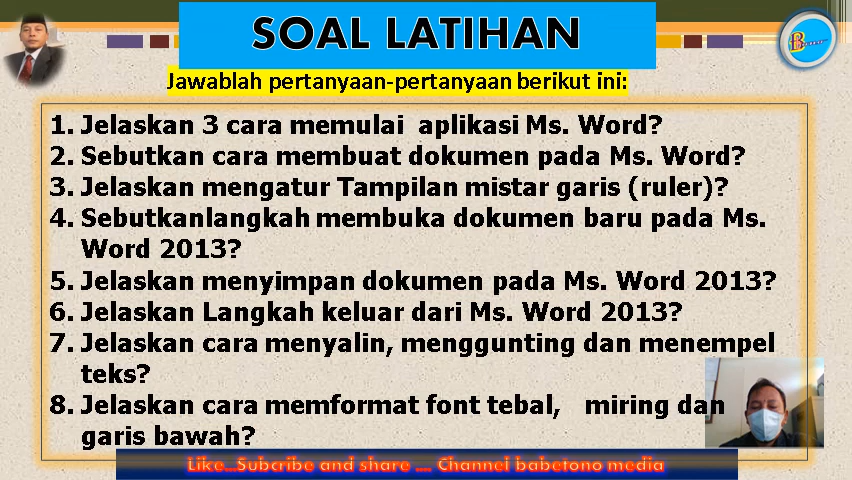 SOAL LATIHAN
Jawablah pertanyaan-pertanyaan berikut ini:
1. Jelaskan 3 cara memulai aplikasi Ms. Word?
2. Sebutkan cara membuat dokumen pada Ms. Word?
3. Jelaskan mengatur Tampilan mistar garis (ruler)?
4. Sebutkanlangkah membuka dokumen baru pada Ms.
Word 2013?
5. Jelaskan menyimpan dokumen pada Ms. Word 2013?
6. Jelaskan Langkah keluar dari Ms. Word 2013?
7. Jelaskan cara menyalin, menggunting dan menempel
teks?
8. Jelaskan cara memformat font tebal, miring dan
garis bawah?
Like...Subcribe and share .... Channel babetono media